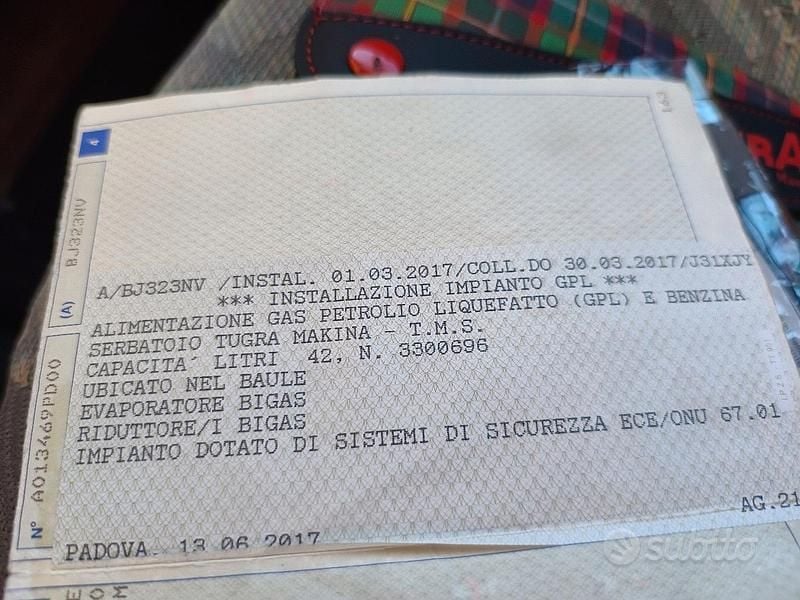 163
4
BJ323NV
(A)
A013469PD00
N°
A/BJ323NV /INSTAL. 01.03.2017/COLL.DO 30.03.2017/J31XJY
*** INSTALLAZIONE IMPIANTO GPL ***
ALIMENTAZIONE GAS PETROLIO LIQUEFATTO (GPL) E BENZINA
SERBATOIO TUGRA MAKINA - T.M.S.
CAPACITA´ LITRI 42, N. 3300696
UBICATO NEL BAULE
EVAPORATORE BIGAS
RIDUTTORE/I BIGAS
IMPIANTO DOTATO DI SISTEMI DI SICUREZZA ECE/ONU 67.01
AG.21
PADOVA, 13 06 2017
subito